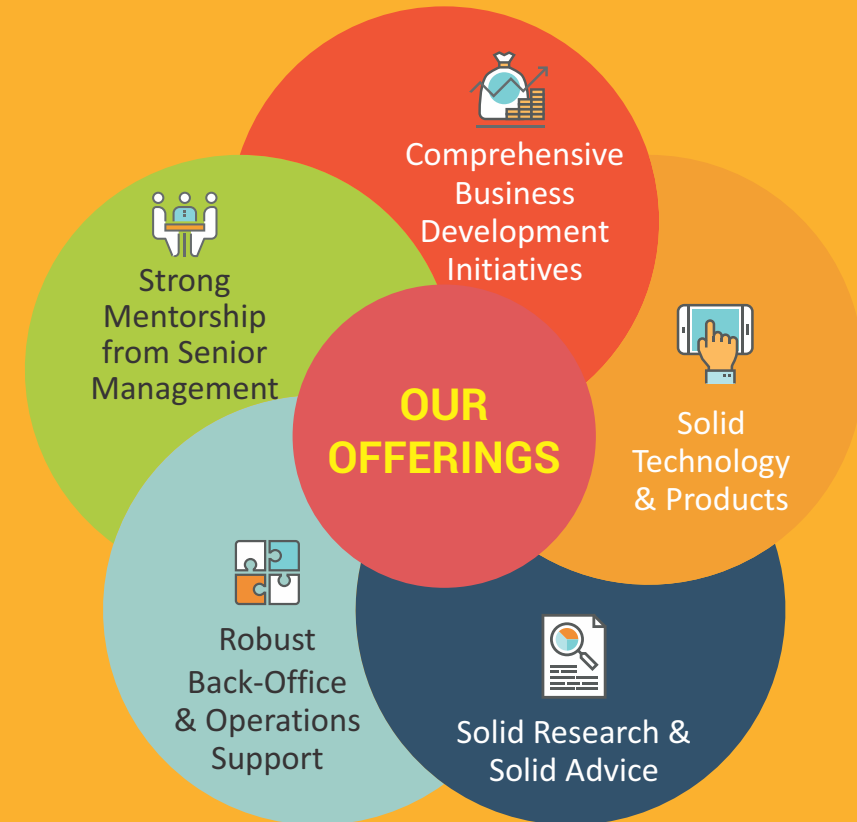 Comprehensive
Business
Development
Initiatives
Strong
Mentorship
from Senior
Management
OUR
OFFERINGS
Solid
Technology
& Products
Robust
Back-Office
& Operations
Support
Solid Research &
Solid Advice